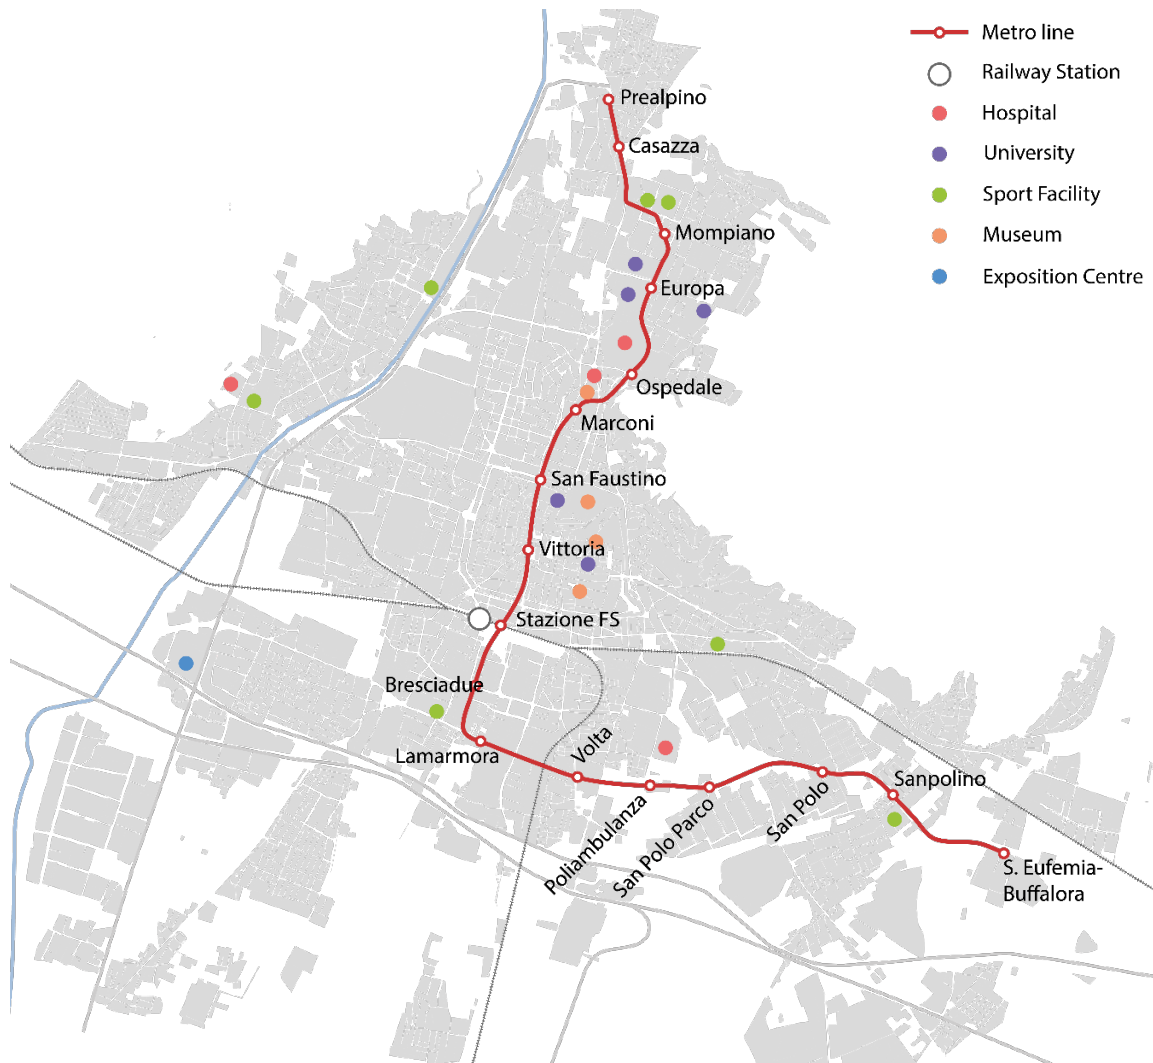 Metro line
Railway Station
Hospital
University
Sport Facility
Museum
Exposition Centre
Prealpino
Casazza
Mompiano
Europa
Ospedale
Marconi
San Faustino
Vittoria
Stazione FS
Bresciadue
Lamarmora
Volta
Poliambulanza
San Polo Parco
San Polo
Sanpolino
S. Eufemia-
Buffalora